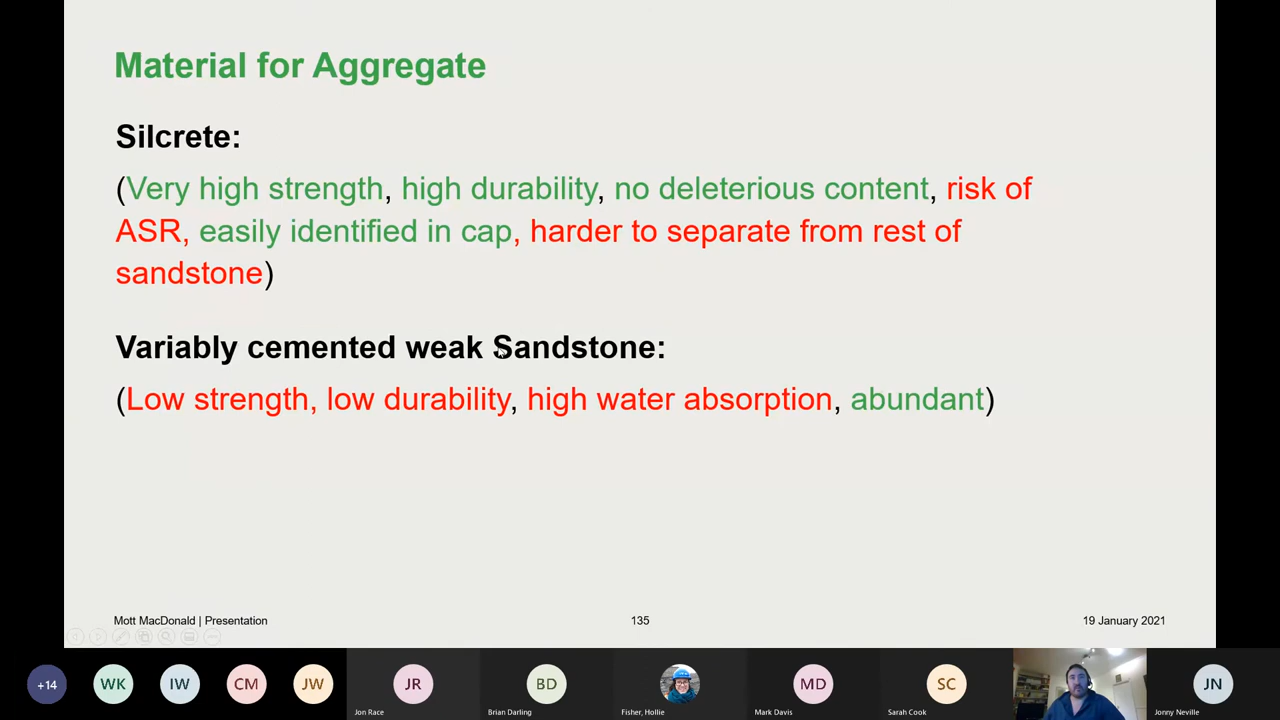 Material for Aggregate
Silcrete:
(Very high strength, high durability, no deleterious content, risk of
ASR, easily identified in cap, harder to separate from rest of
sandstone)
Variably cemented weak Sandstone:
(Low strength, low durability, high water absorption, abundant)
Mott MacDonald | Presentation
135
19 January 2021
+14
WK
IW
CM
JW
JR
Jon Race
BD
Brian Darling
Fisher, Hollie
MD
Mark Davis
SC
Sarah Cook
JN
Jonny Neville